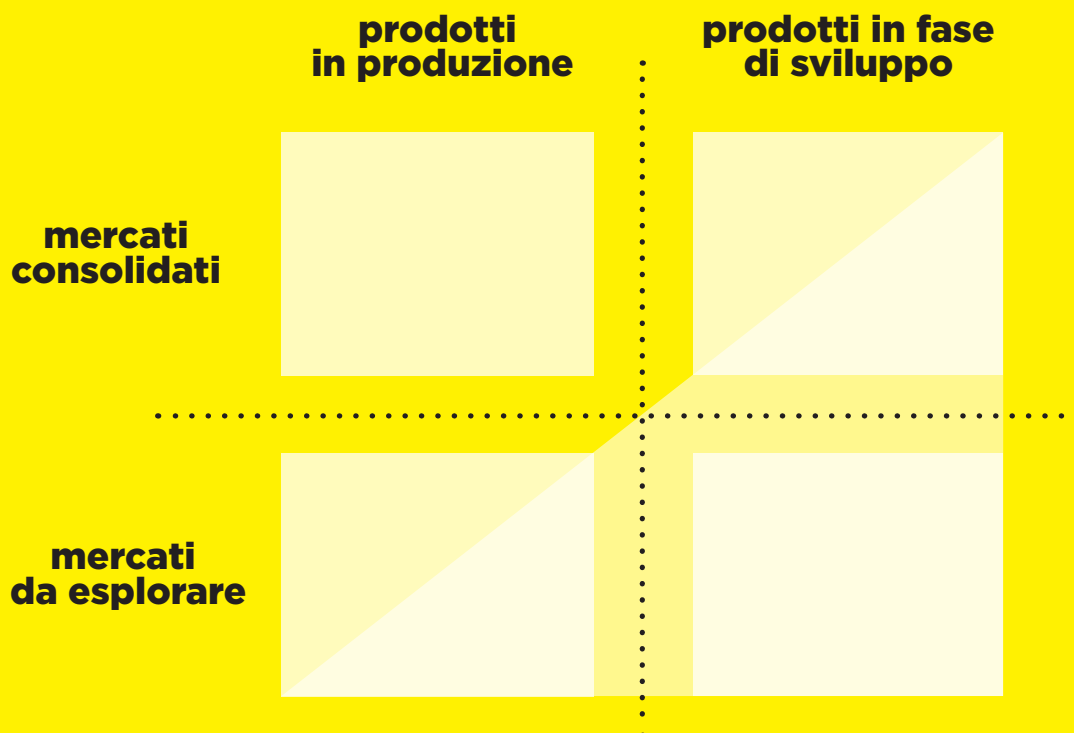 prodotti
in produzione
prodotti in fase
di sviluppo
mercati
consolidati
mercati
da esplorare